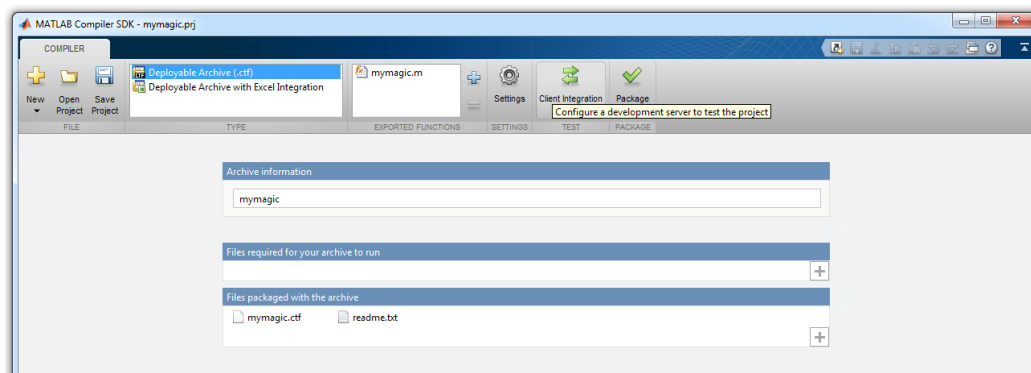 MATLAB Compiler SDK - mymagic.prj
COMPILER
New
Open Project
Save Project
FILE
Deployable Archive (.ctf)
Deployable Archive with Excel Integration
TYPE
mymagic.m
EXPORTED FUNCTIONS
Settings
SETTINGS
Client Integration
TEST
Package
PACKAGE
Configure a development server to test the project
Archive information
mymagic
Files required for your archive to run
Files packaged with the archive
mymagic.ctf
readme.txt